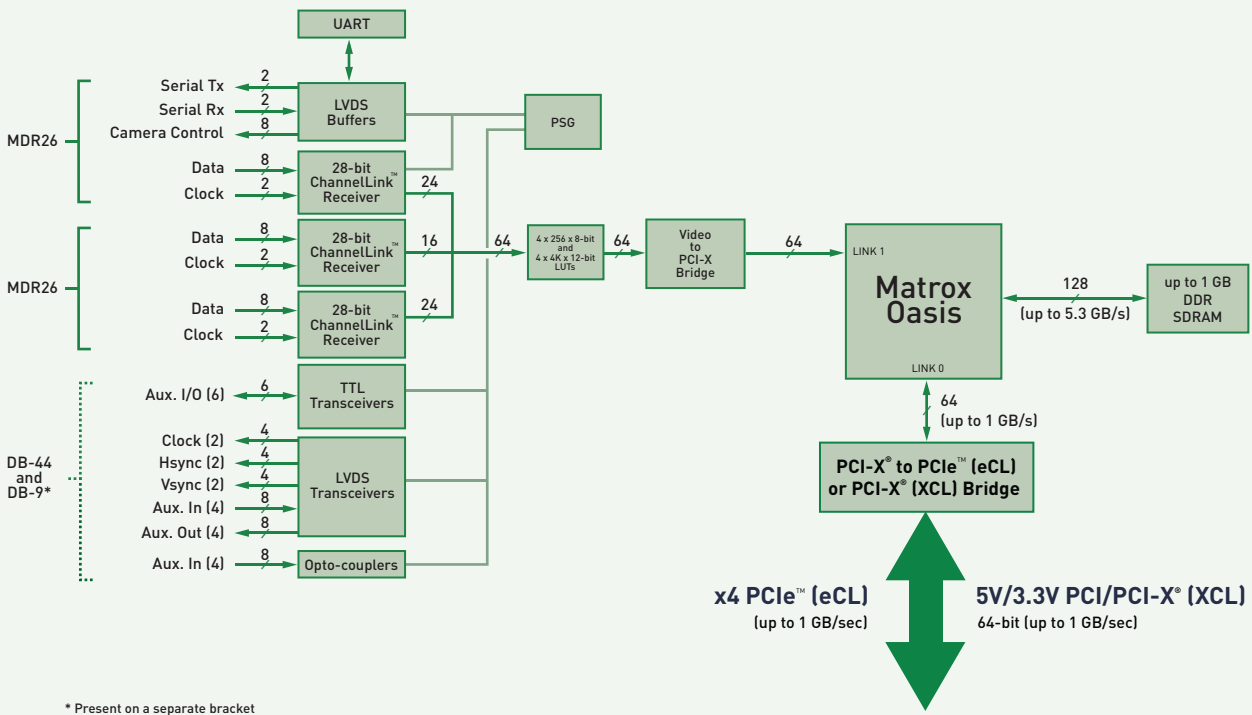 UART
MDR26
Serial Tx
2
Serial Rx
2
Camera Control
8
LVDS
Buffers
PSG
Data
8
Clock
2
28-bit
ChannelLink™
Receiver
24
MDR26
Data
8
Clock
2
28-bit
ChannelLink™
Receiver
16
64
4 x 256 x 8-bit
and
4 x 4K x 12-bit
LUTs
64
Video
to
PCI-X
Bridge
64
LINK 1
Matrox
Oasis
LINK 0
128
(up to 5.3 GB/s)
up to 1 GB
DDR
SDRAM
Data
8
Clock
2
28-bit
ChannelLink™
Receiver
24
64
(up to 1 GB/s)
DB-44
and
DB-9*
Aux. I/O (6)
6
TTL
Transceivers
Clock (2)
4
Hsync (2)
4
Vsync (2)
4
Aux. In (4)
8
Aux. Out (4)
8
LVDS
Transceivers
Aux. In (4)
8
Opto-couplers
PCI-X® to PCIe™ (eCL)
or PCI-X® (XCL) Bridge
x4 PCIe™ (eCL)
(up to 1 GB/sec)
5V/3.3V PCI/PCI-X® (XCL)
64-bit (up to 1 GB/sec)
* Present on a separate bracket